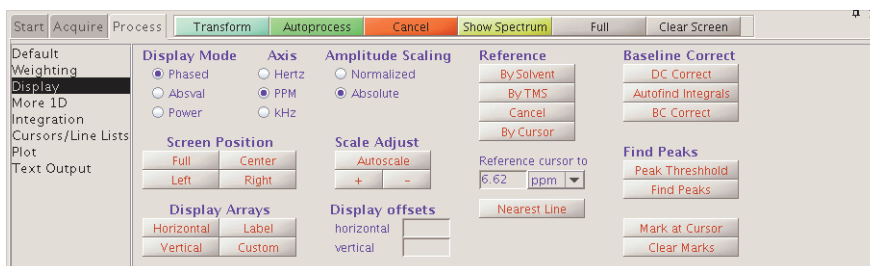 Start Acquire Process Transform Autoprocess Cancel Show Spectrum Full Clear Screen
Default
Weighting
Display
More 1D
Integration
Cursors/Line Lists
Plot
Text Output
Display Mode
Phased
Absval
Power
Axis
Hertz
PPM
kHz
Amplitude Scaling
Normalized
Absolute
Screen Position
Full Center
Left Right
Scale Adjust
Autoscale
+ -
Display Arrays
Horizontal Label
Vertical Custom
Display offsets
horizontal
vertical
Reference
By Solvent
By TMS
Cancel
By Cursor
Reference cursor to
6.62 ppm
Nearest Line
Baseline Correct
DC Correct
Autofind Integrals
BC Correct
Find Peaks
Peak Threshhold
Find Peaks
Mark at Cursor
Clear Marks